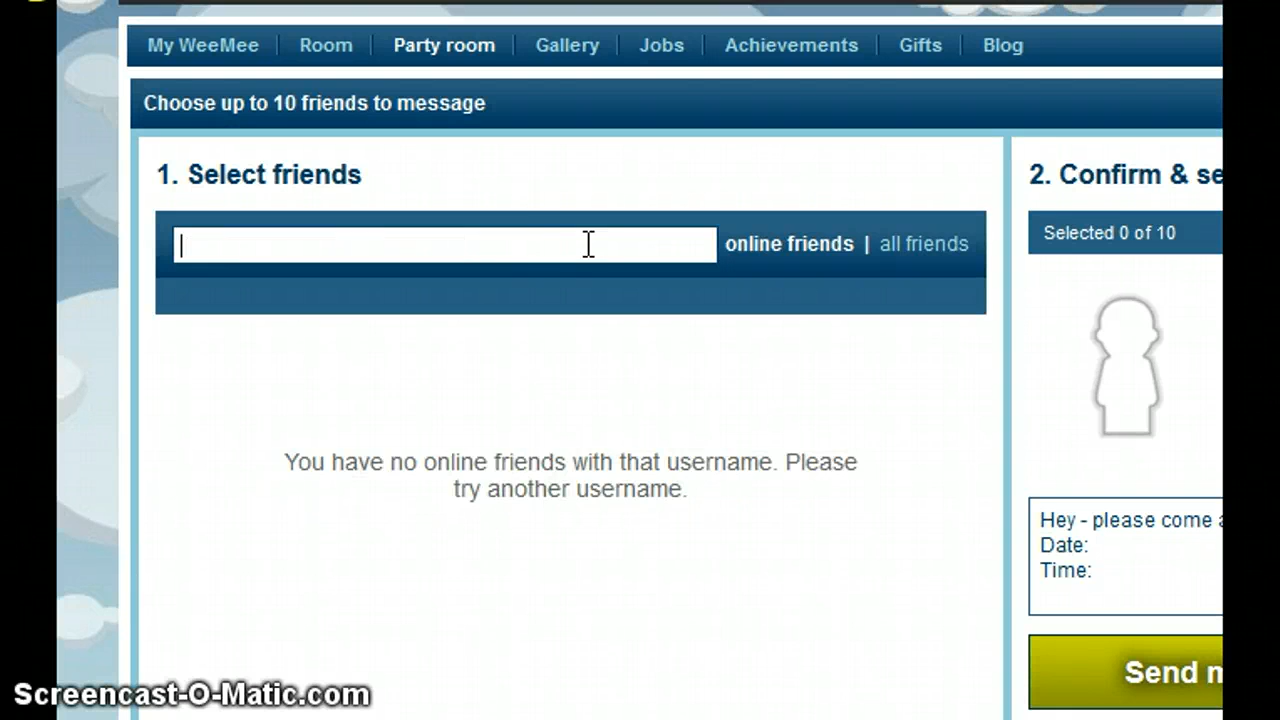 My WeeMee Room Party room Gallery Jobs Achievements Gifts Blog
Choose up to 10 friends to message
1. Select friends
online friends | all friends
You have no online friends with that username. Please
try another username.
2. Confirm & se
Selected 0 of 10
Hey - please come a
Date:
Time:
Send m
Screencast-O-Matic.com